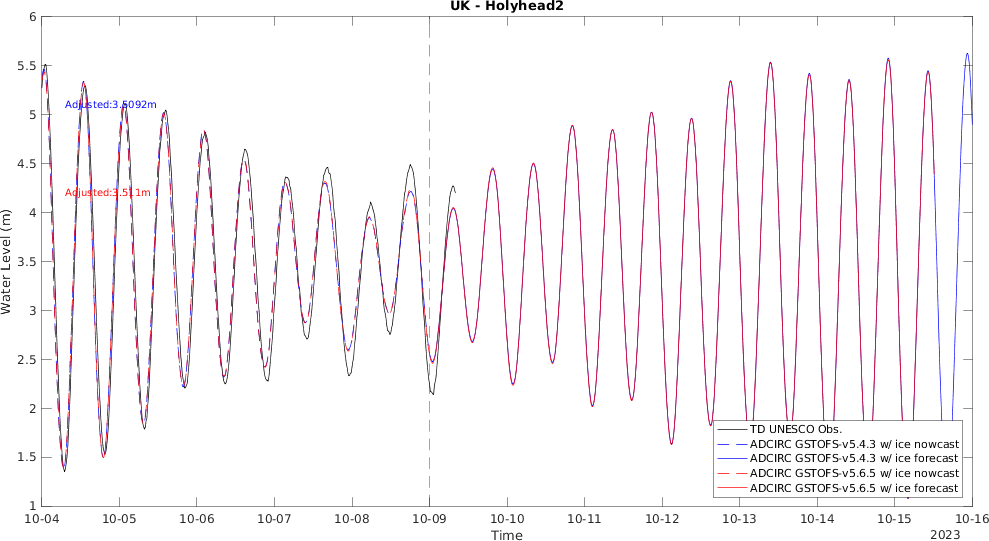 UK - Holyhead2
6
5.5
5
4.5
4
3.5
3
2.5
2
1.5
1
Water Level (m)
Adjusted:3.5092m
Adjusted:3.511m
TD UNESCO Obs.
ADCIRC GSTOFS-v5.4.3 w/ ice nowcast
ADCIRC GSTOFS-v5.4.3 w/ ice forecast
ADCIRC GSTOFS-v5.6.5 w/ ice nowcast
ADCIRC GSTOFS-v5.6.5 w/ ice forecast
10-04 10-05 10-06 10-07 10-08 10-09 10-10 10-11 10-12 10-13 10-14 10-15 10-16
Time
2023